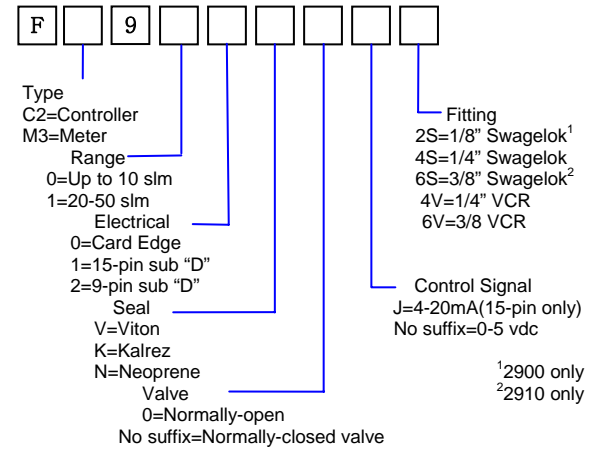 F 9
Type
C2=Controller
M3=Meter
Range
0=Up to 10 slm
1=20-50 slm
Electrical
0=Card Edge
1=15-pin sub “D”
2=9-pin sub “D”
Seal
V=Viton
K=Kalrez
N=Neoprene
Valve
0=Normally-open
No suffix=Normally-closed valve
Fitting
2S=1/8” Swagelok¹
4S=1/4” Swagelok
6S=3/8” Swagelok²
4V=1/4” VCR
6V=3/8 VCR
Control Signal
J=4-20mA(15-pin only)
No suffix=0-5 vdc
¹2900 only
²2910 only